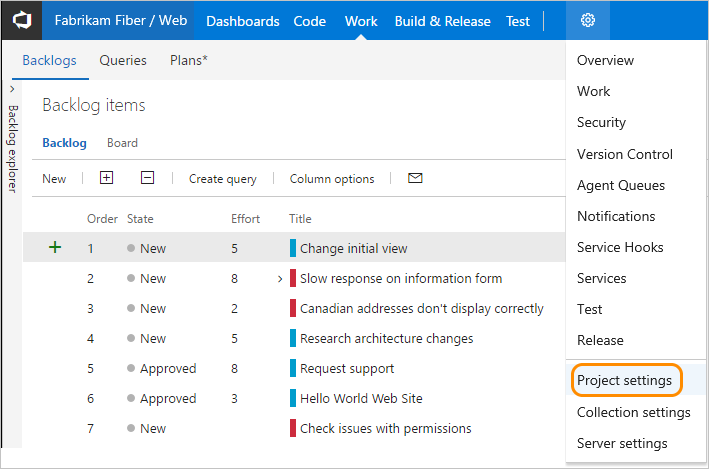 Fabrikam Fiber / Web Dashboards Code Work Build & Release Test
Backlogs Queries Plans*
Backlog explorer
Backlog items
Backlog Board
New Create query Column options
Order State Effort Title
1 New 5 Change initial view
2 New 8 Slow response on information form
3 New 2 Canadian addresses don't display correctly
4 New 5 Research architecture changes
5 Approved 8 Request support
6 Approved 3 Hello World Web Site
7 New Check issues with permissions
Overview
Work
Security
Version Control
Agent Queues
Notifications
Service Hooks
Services
Test
Release
Project settings
Collection settings
Server settings